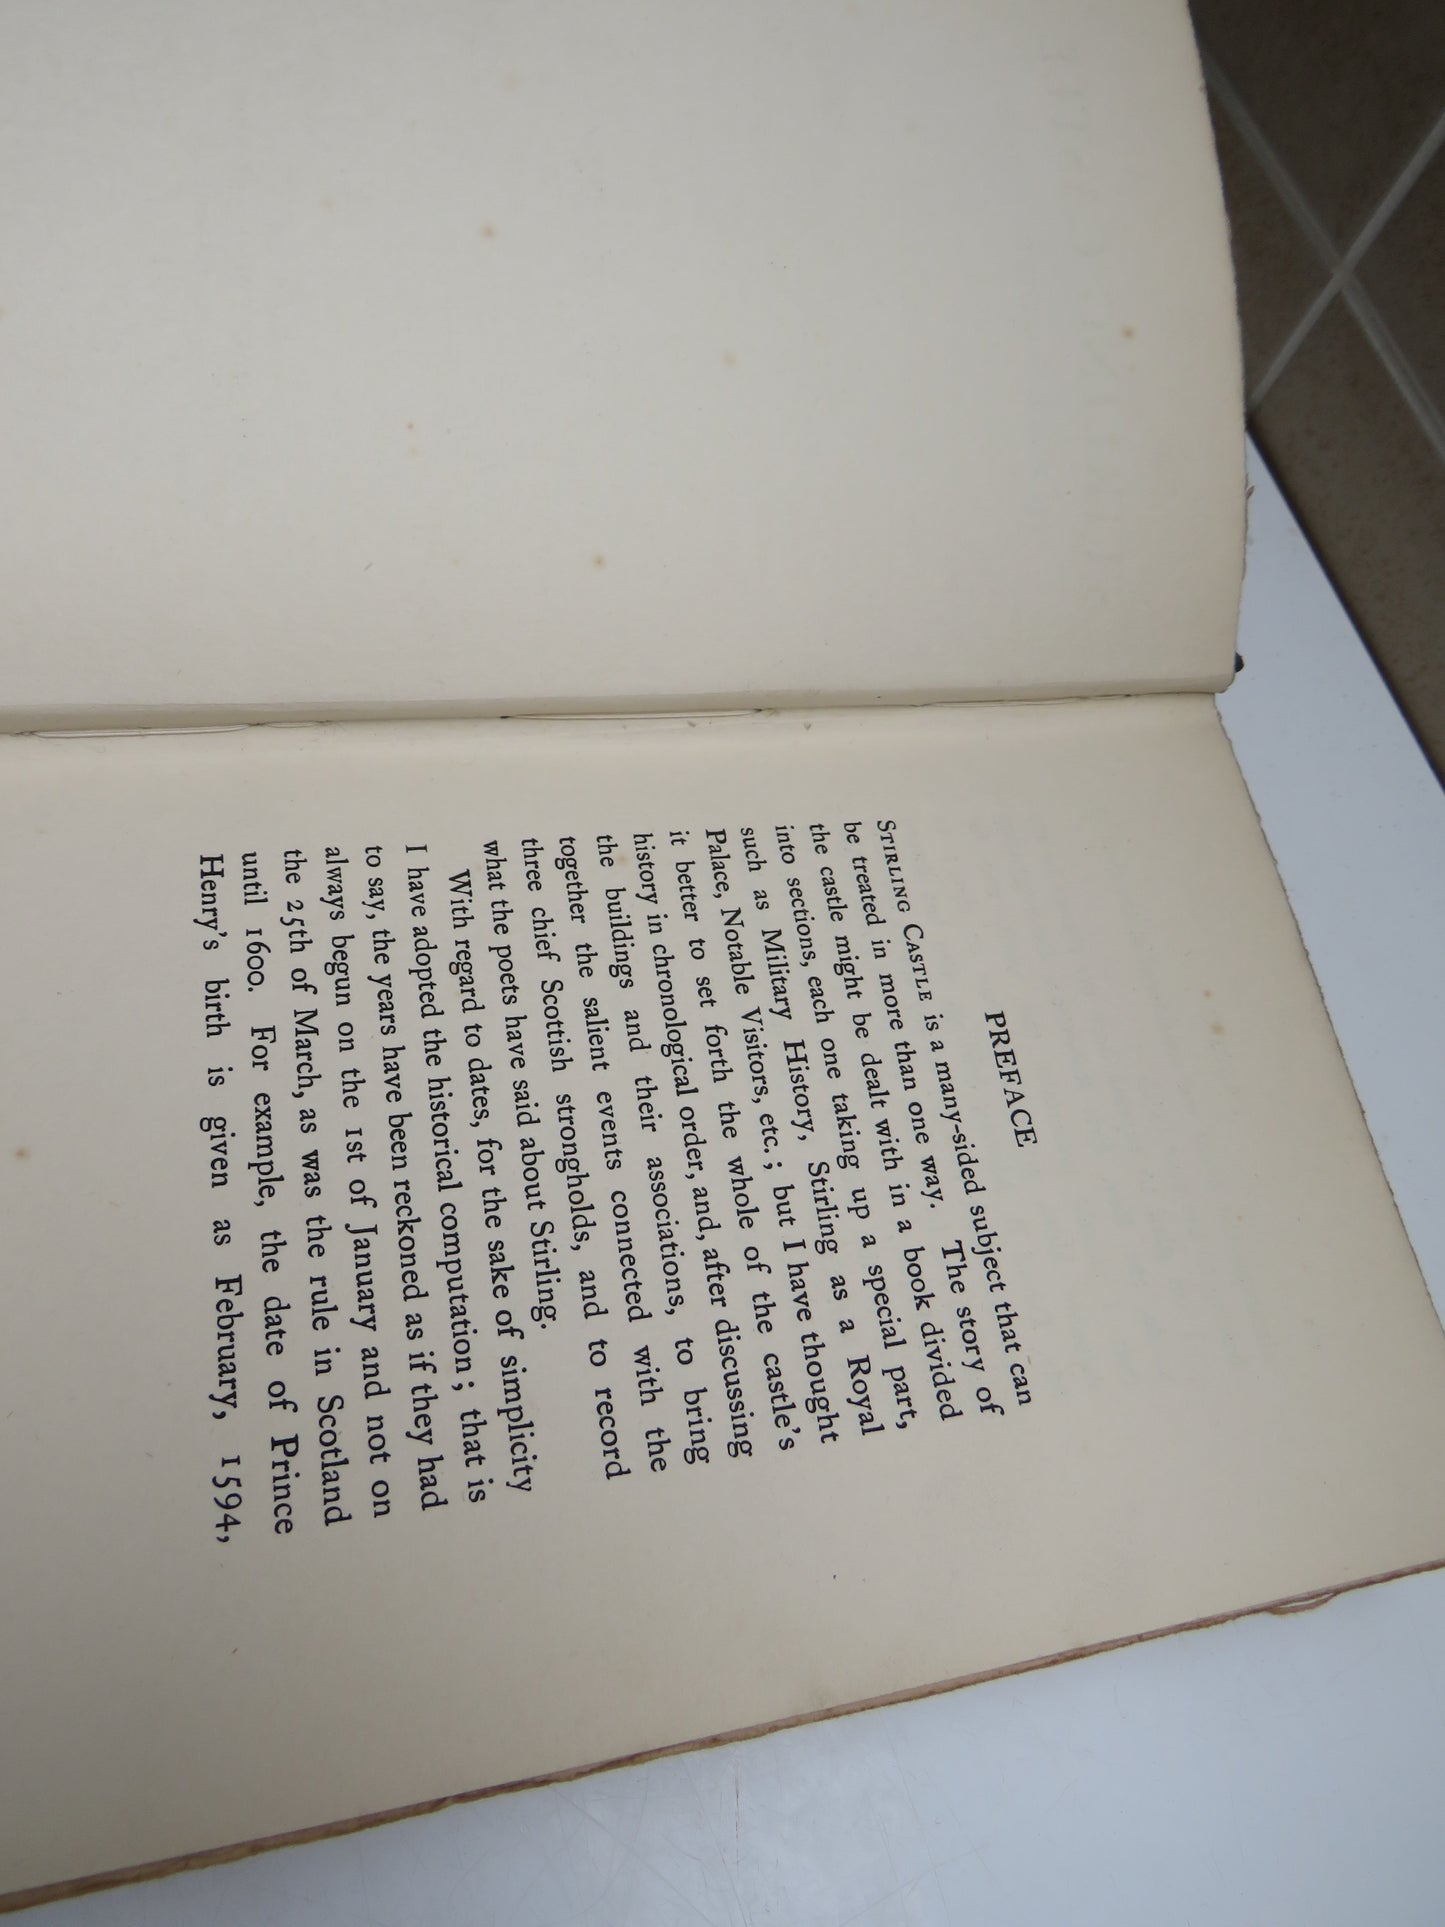 PREFACE
STIRLING CASTLE is a many-sided subject that can
be treated in more than one way. The story of
the castle might be dealt with in a book divided
into sections, each one taking up a special part,
such as Military History, Stirling as a Royal
Palace, Notable Visitors, etc.; but I have thought
it better to set forth the whole of the castle's
history in chronological order, and, after discussing
the buildings and their associations, to bring
together the salient events connected with the
three chief Scottish strongholds, and to record
what the poets have said about Stirling.
With regard to dates, for the sake of simplicity
I have adopted the historical computation; that is
to say, the years have been reckoned as if they had
always begun on the 1st of January and not on
the 25th of March, as was the rule in Scotland
until 1600. For example, the date of Prince
Henry's birth is given as February, 1594,